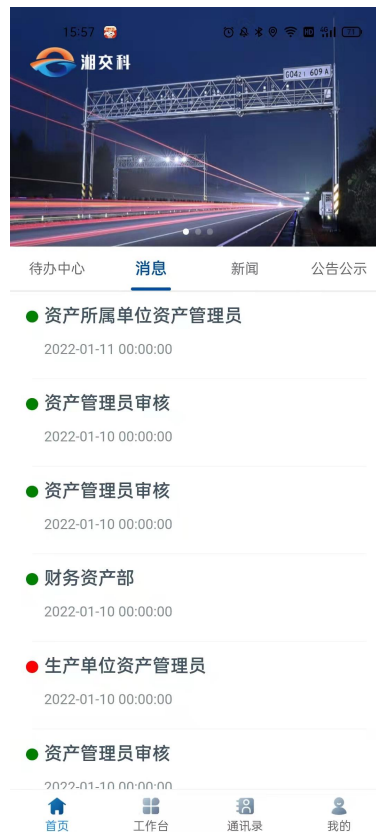 15:57
湘交科
G04211 609 A
待办中心 消息 新闻 公告公示
资产所属单位资产管理员
2022-01-11 00:00:00
资产管理员审核
2022-01-10 00:00:00
资产管理员审核
2022-01-10 00:00:00
财务资产部
2022-01-10 00:00:00
生产单位资产管理员
2022-01-10 00:00:00
资产管理员审核
2022-01-10 00:00:00
首页 工作台 通讯录 我的